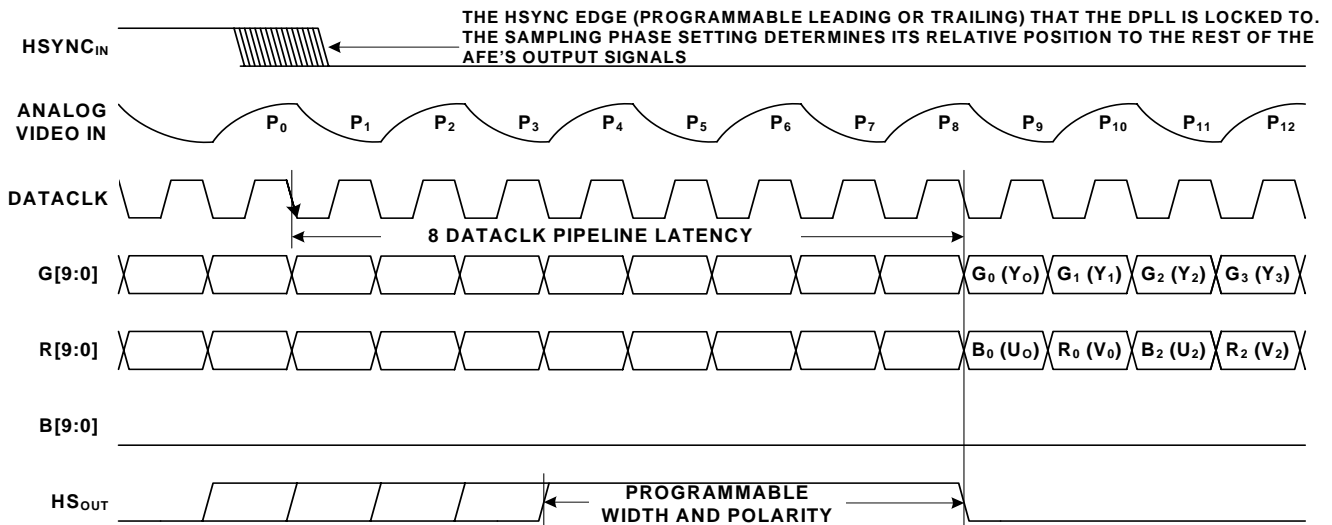 THE HSYNC EDGE (PROGRAMMABLE LEADING OR TRAILING) THAT THE DPLL IS LOCKED TO.
THE SAMPLING PHASE SETTING DETERMINES ITS RELATIVE POSITION TO THE REST OF THE
AFE'S OUTPUT SIGNALS
HSYNCIN
ANALOG
VIDEO IN
P0 P1 P2 P3 P4 P5 P6 P7 P8 P9 P10 P11 P12
DATACLK
8 DATACLK PIPELINE LATENCY
G[9:0] G0 (YO) G1 (Y1) G2 (Y2) G3 (Y3)
R[9:0] B0 (UO) R0 (V0) B2 (U2) R2 (V2)
B[9:0]
HSOUT
PROGRAMMABLE
WIDTH AND POLARITY